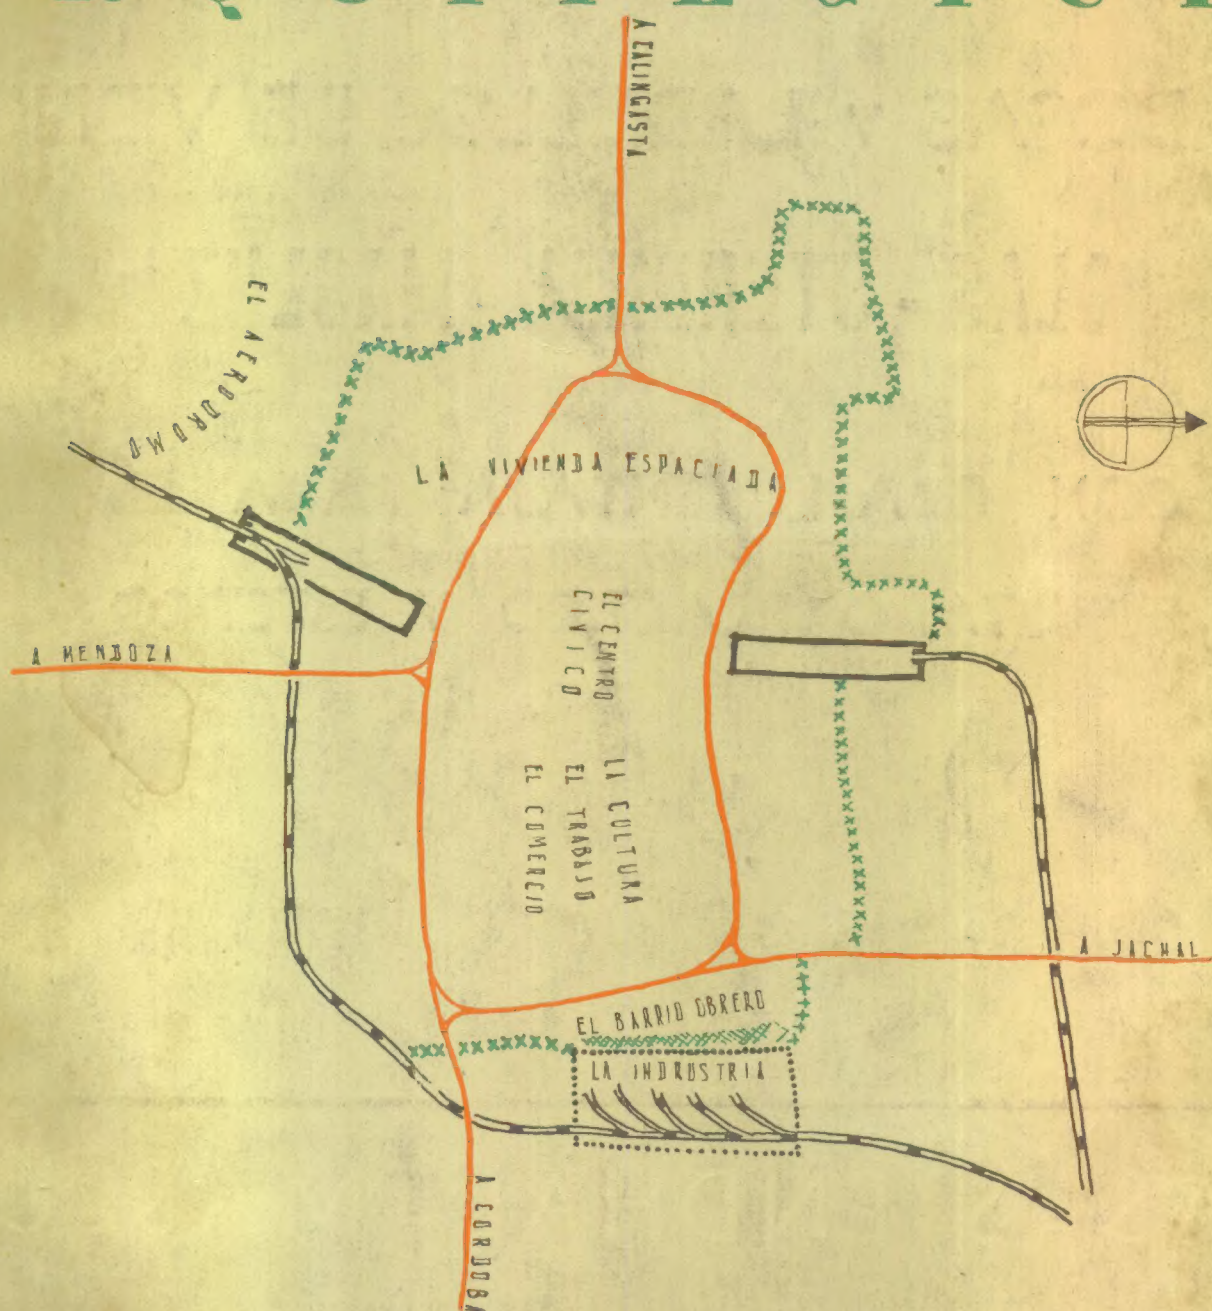 A CALINGASTA
EL AERODROMO
LA VIVIENDA ESPACIADA
A MENDOZA
EL CENTRO
CIVICO
LA CULTURA
EL TRABAJO
EL COMERCIO
A JACHAL
EL BARRIO OBRERO
LA INDRUSTRIA
A CORDOBA